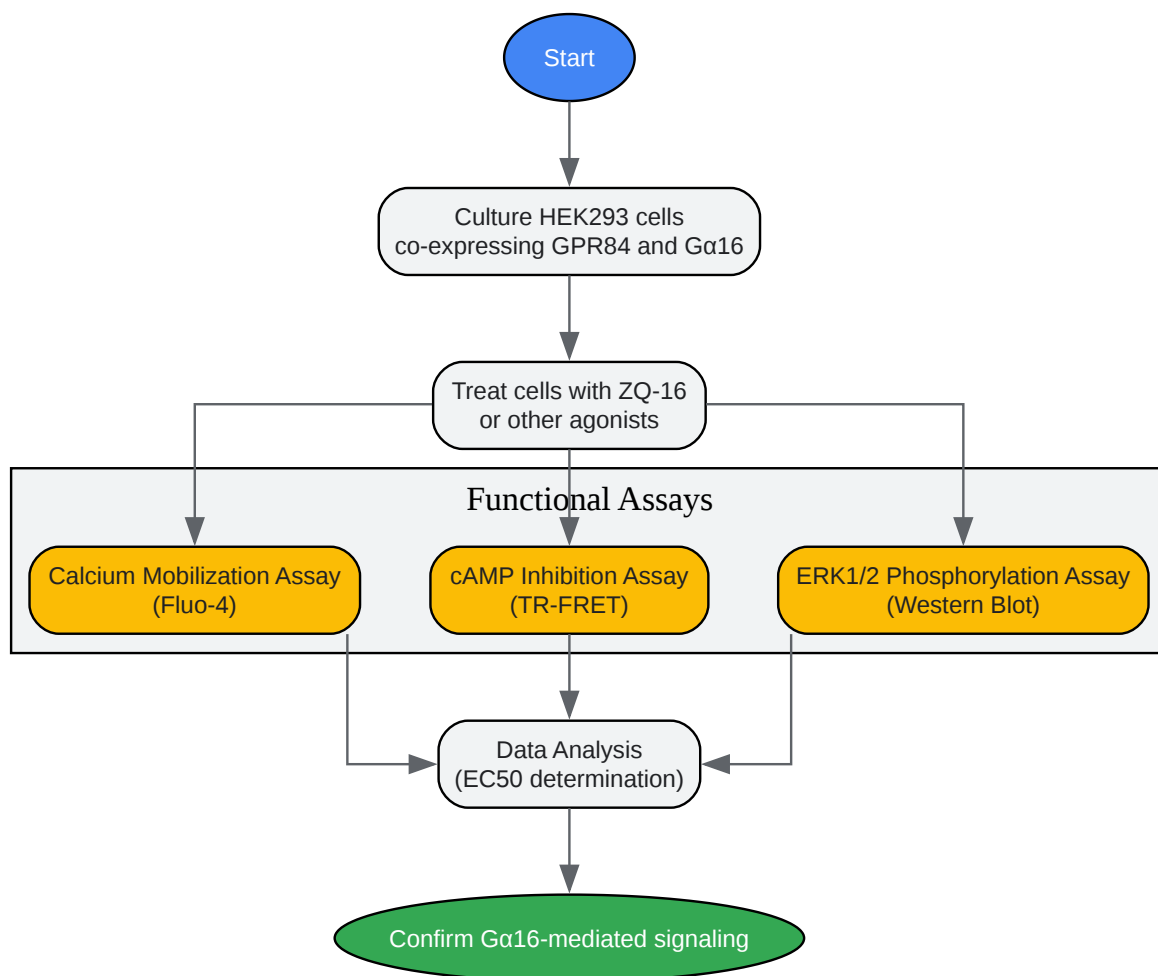 Start
Culture HEK293 cells
co-expressing GPR84 and Gα16
Treat cells with ZQ-16
or other agonists
Functional Assays
Calcium Mobilization Assay
(Fluo-4)
cAMP Inhibition Assay
(TR-FRET)
ERK1/2 Phosphorylation Assay
(Western Blot)
Data Analysis
(EC50 determination)
Confirm Gα16-mediated signaling